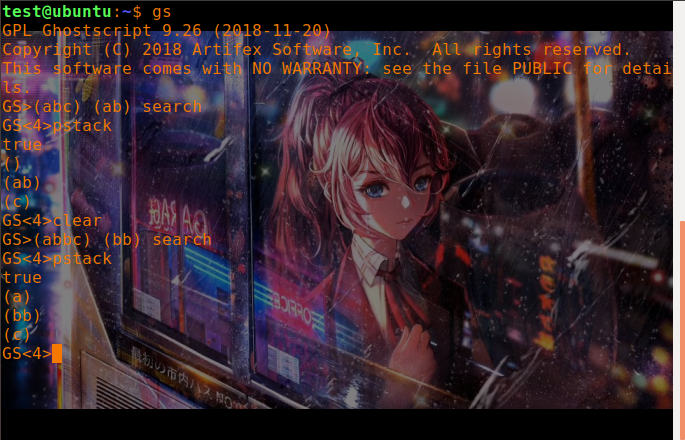 test@ubuntu:~$ gs
GPL Ghostscript 9.26 (2018-11-20)
Copyright (C) 2018 Artifex Software, Inc.  All rights reserved.
This software comes with NO WARRANTY: see the file PUBLIC for detai
ls.
GS>(abc) (ab) search
GS<4>pstack
true
()
(ab)
(c)
GS<4>clear
GS>(abbc) (bb) search
GS<4>pstack
true
(a)
(bb)
(c)
GS<4>
OFFICE